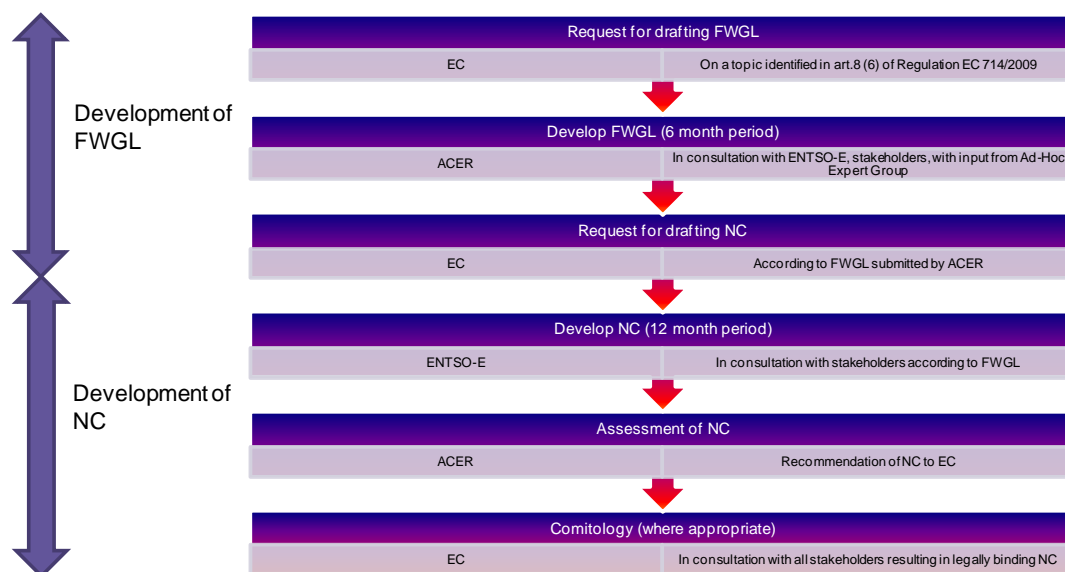 Request for drafting FWGL
EC
On a topic identified in art.8 (6) of Regulation EC 714/2009
Development of
FWGL
Develop FWGL (6 month period)
ACER
In consultation with ENTSO-E, stakeholders, with input from Ad-Hoc
Expert Group
Request for drafting NC
EC
According to FWGL submitted by ACER
Develop NC (12 month period)
ENTSO-E
In consultation with stakeholders according to FWGL
Development of
NC
Assessment of NC
ACER
Recommendation of NC to EC
Comitology (where appropriate)
EC
In consultation with all stakeholders resulting in legally binding NC